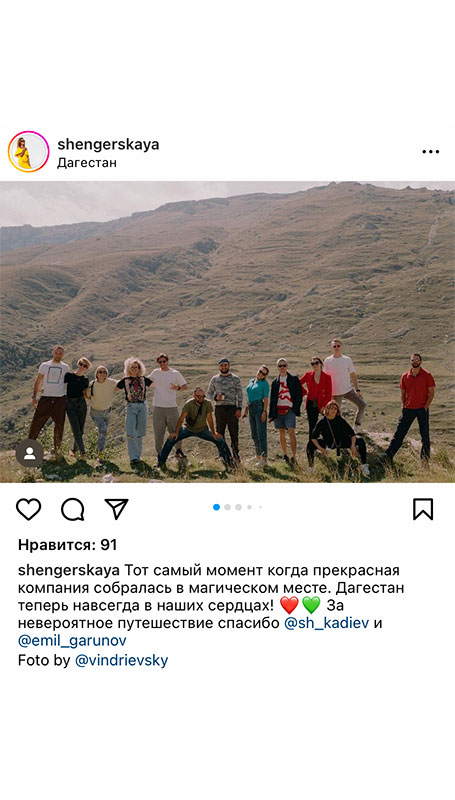 shengerskaya
Дагестан
Нравится: 91
shengerskaya Тот самый момент когда прекрасная
компания собралась в магическом месте. Дагестан
теперь навсегда в наших сердцах! ❤️💚 За
невероятное путешествие спасибо @sh_kadiev и
@emil_garunov
Foto by @vindrievsky